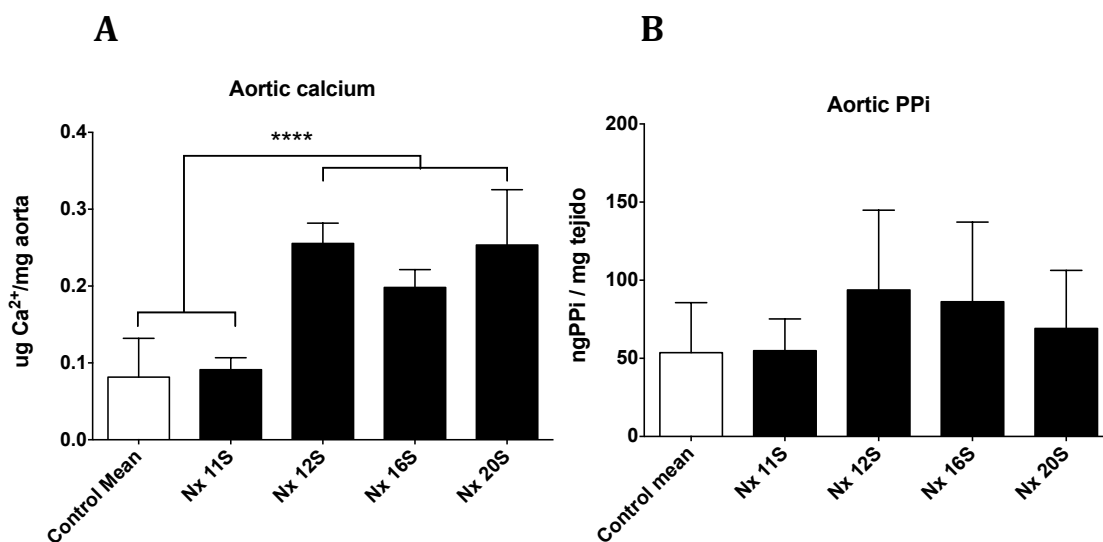 A
Aortic calcium
ug Ca²⁺/mg aorta
0.4
0.3
0.2
0.1
0.0
****
Control Mean
Nx 11S
Nx 12S
Nx 16S
Nx 20S
B
Aortic PPi
ngPPi / mg tejido
200
150
100
50
0
Control mean
Nx 11S
Nx 12S
Nx 16S
Nx 20S